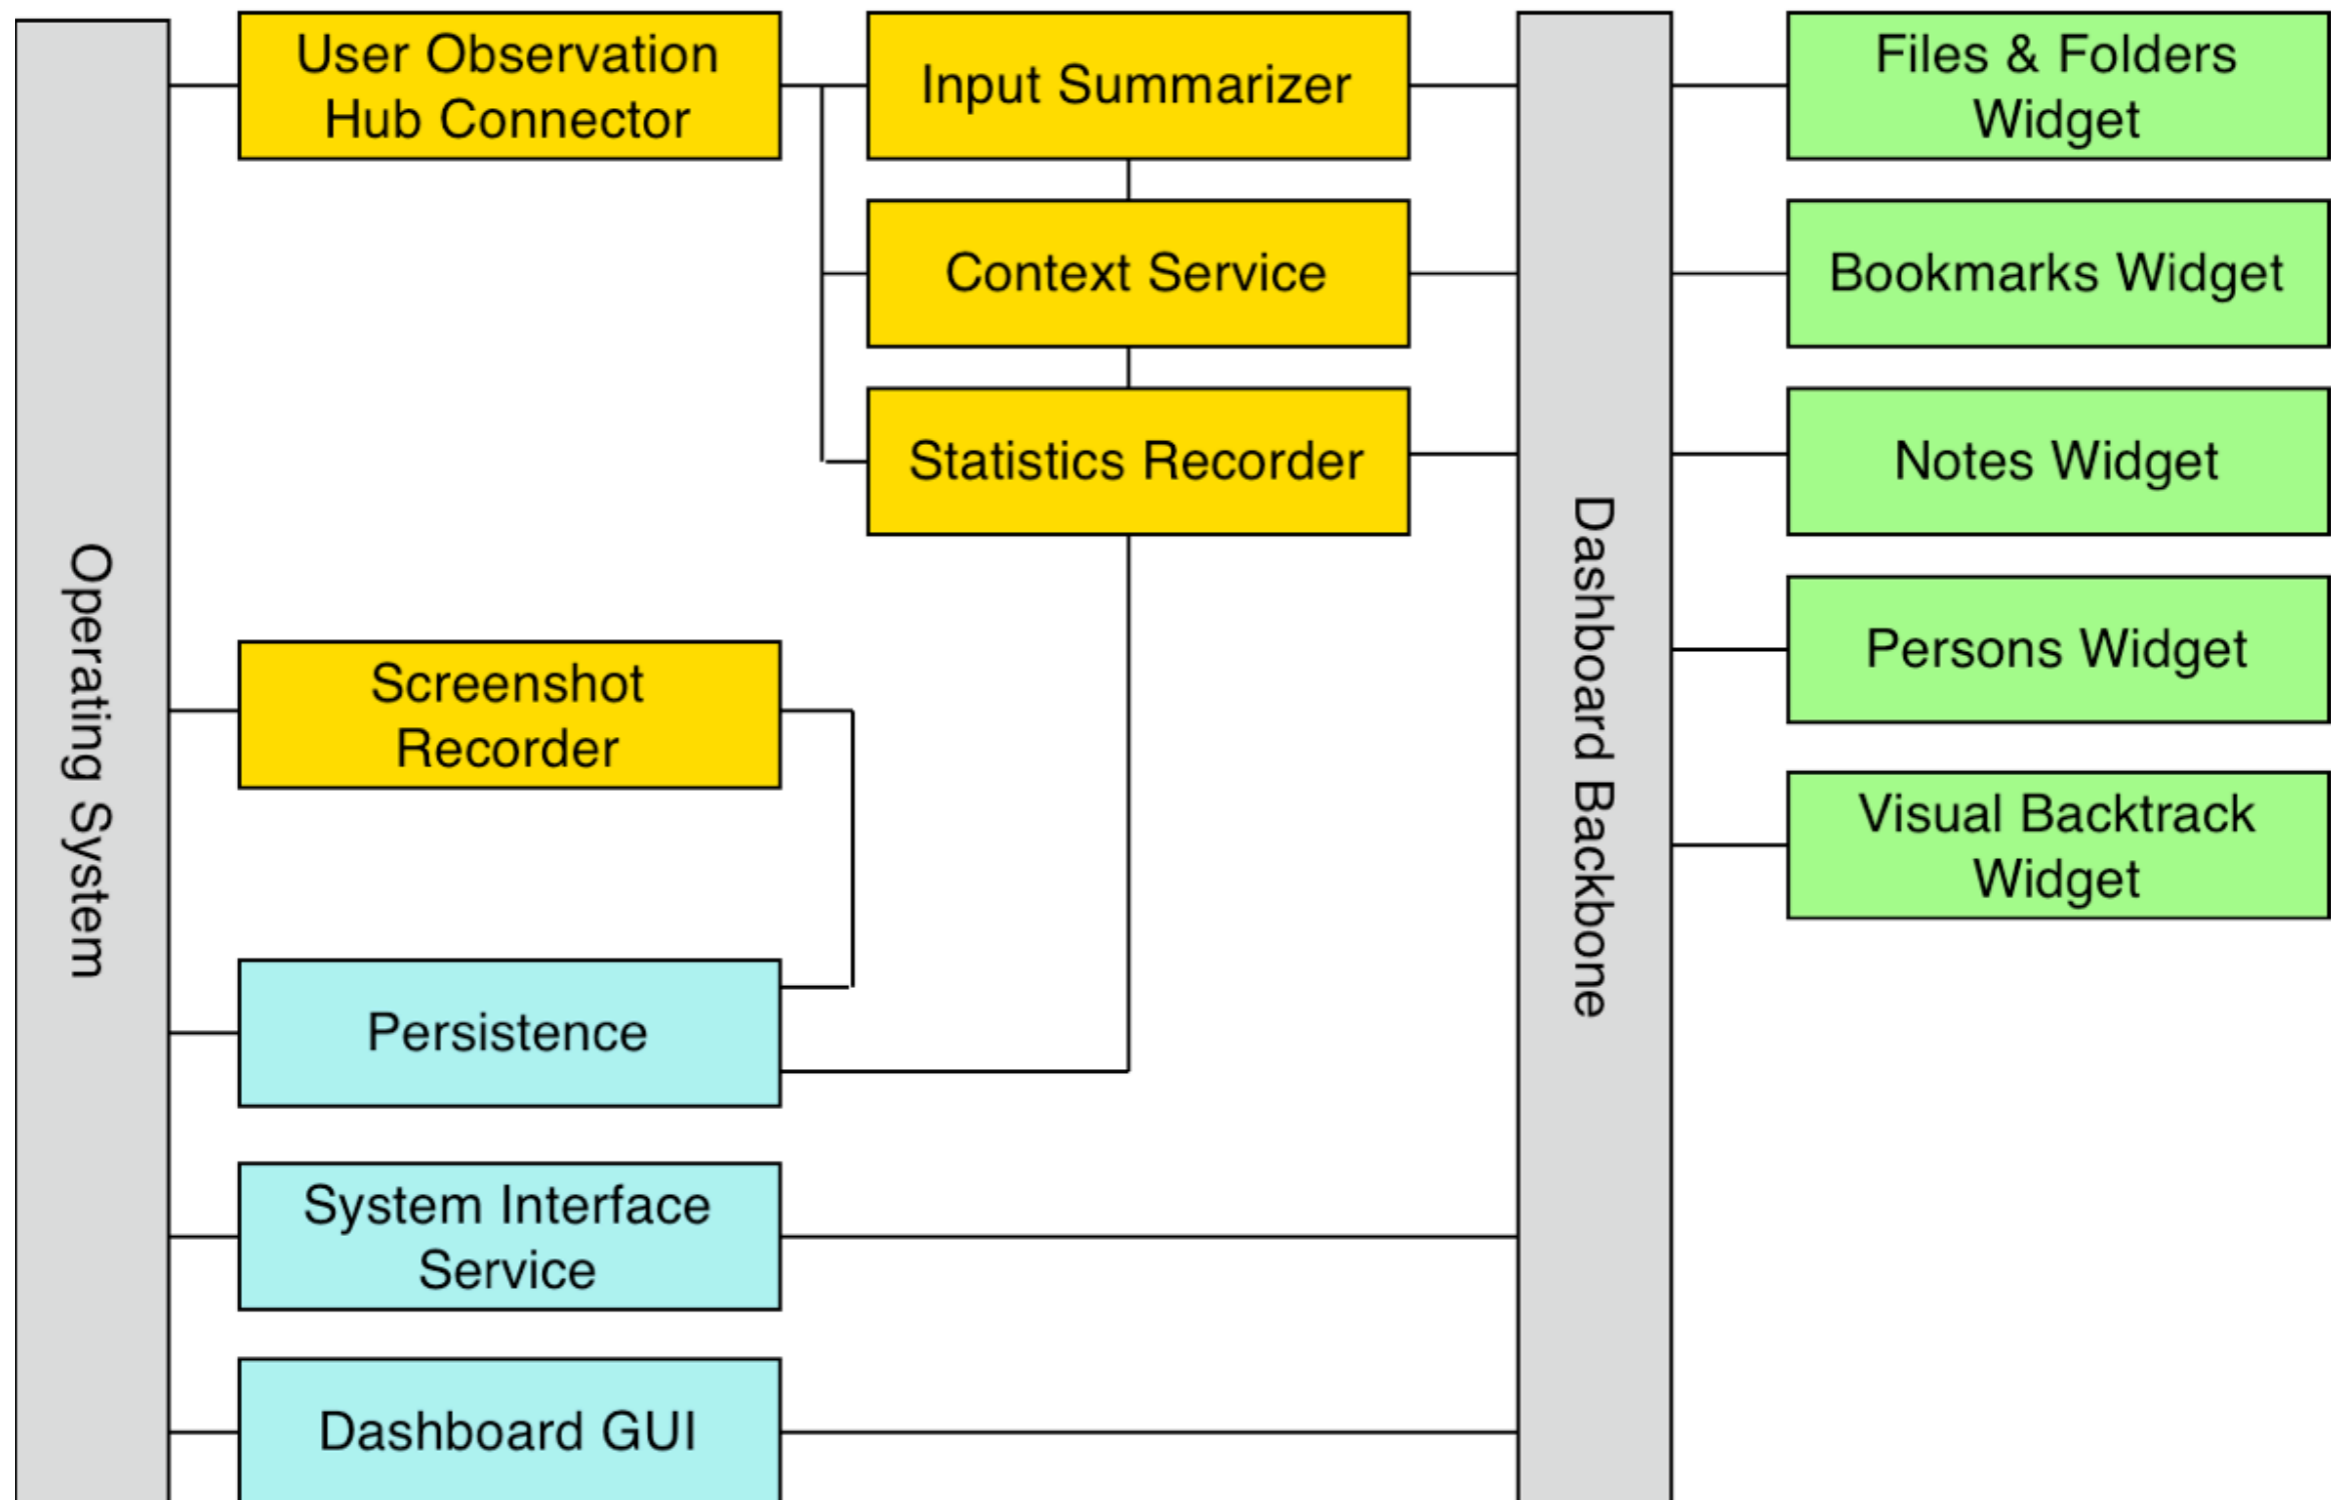 Operating System
User Observation
Hub Connector
Input Summarizer
Context Service
Statistics Recorder
Screenshot
Recorder
Persistence
System Interface
Service
Dashboard GUI
Dashboard Backbone
Files & Folders
Widget
Bookmarks Widget
Notes Widget
Persons Widget
Visual Backtrack
Widget